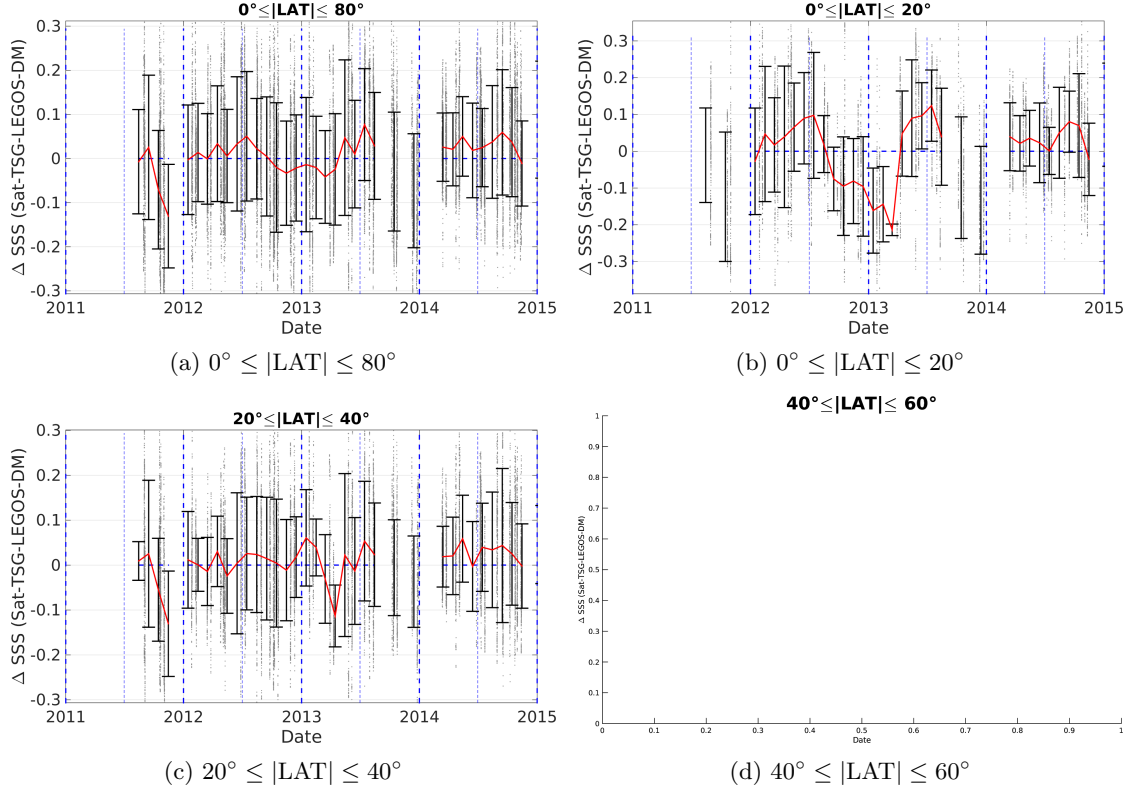 0°≤|LAT|≤ 80°
Δ SSS (Sat-TSG-LEGOS-DM)
0.3
0.2
0.1
0
-0.1
-0.2
-0.3
2011 2012 2013 2014 2015
Date
(a) 0° ≤ |LAT| ≤ 80°
0°≤|LAT|≤ 20°
Δ SSS (Sat-TSG-LEGOS-DM)
0.3
0.2
0.1
0
-0.1
-0.2
-0.3
2011 2012 2013 2014 2015
Date
(b) 0° ≤ |LAT| ≤ 20°
20°≤|LAT|≤ 40°
Δ SSS (Sat-TSG-LEGOS-DM)
0.3
0.2
0.1
0
-0.1
-0.2
-0.3
2011 2012 2013 2014 2015
Date
(c) 20° ≤ |LAT| ≤ 40°
40°≤|LAT|≤ 60°
Δ SSS (Sat-TSG-LEGOS-DM)
1
0.9
0.8
0.7
0.6
0.5
0.4
0.3
0.2
0.1
0
0 0.1 0.2 0.3 0.4 0.5 0.6 0.7 0.8 0.9 1
Date
(d) 40° ≤ |LAT| ≤ 60°